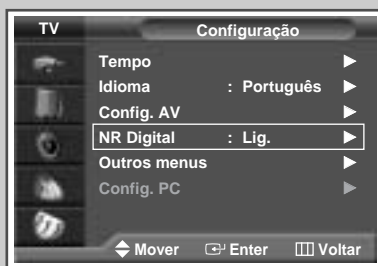 TV Configuração
Tempo
Idioma : Português
Config. AV
NR Digital : Lig.
Outros menus
Config. PC
Mover Enter Voltar